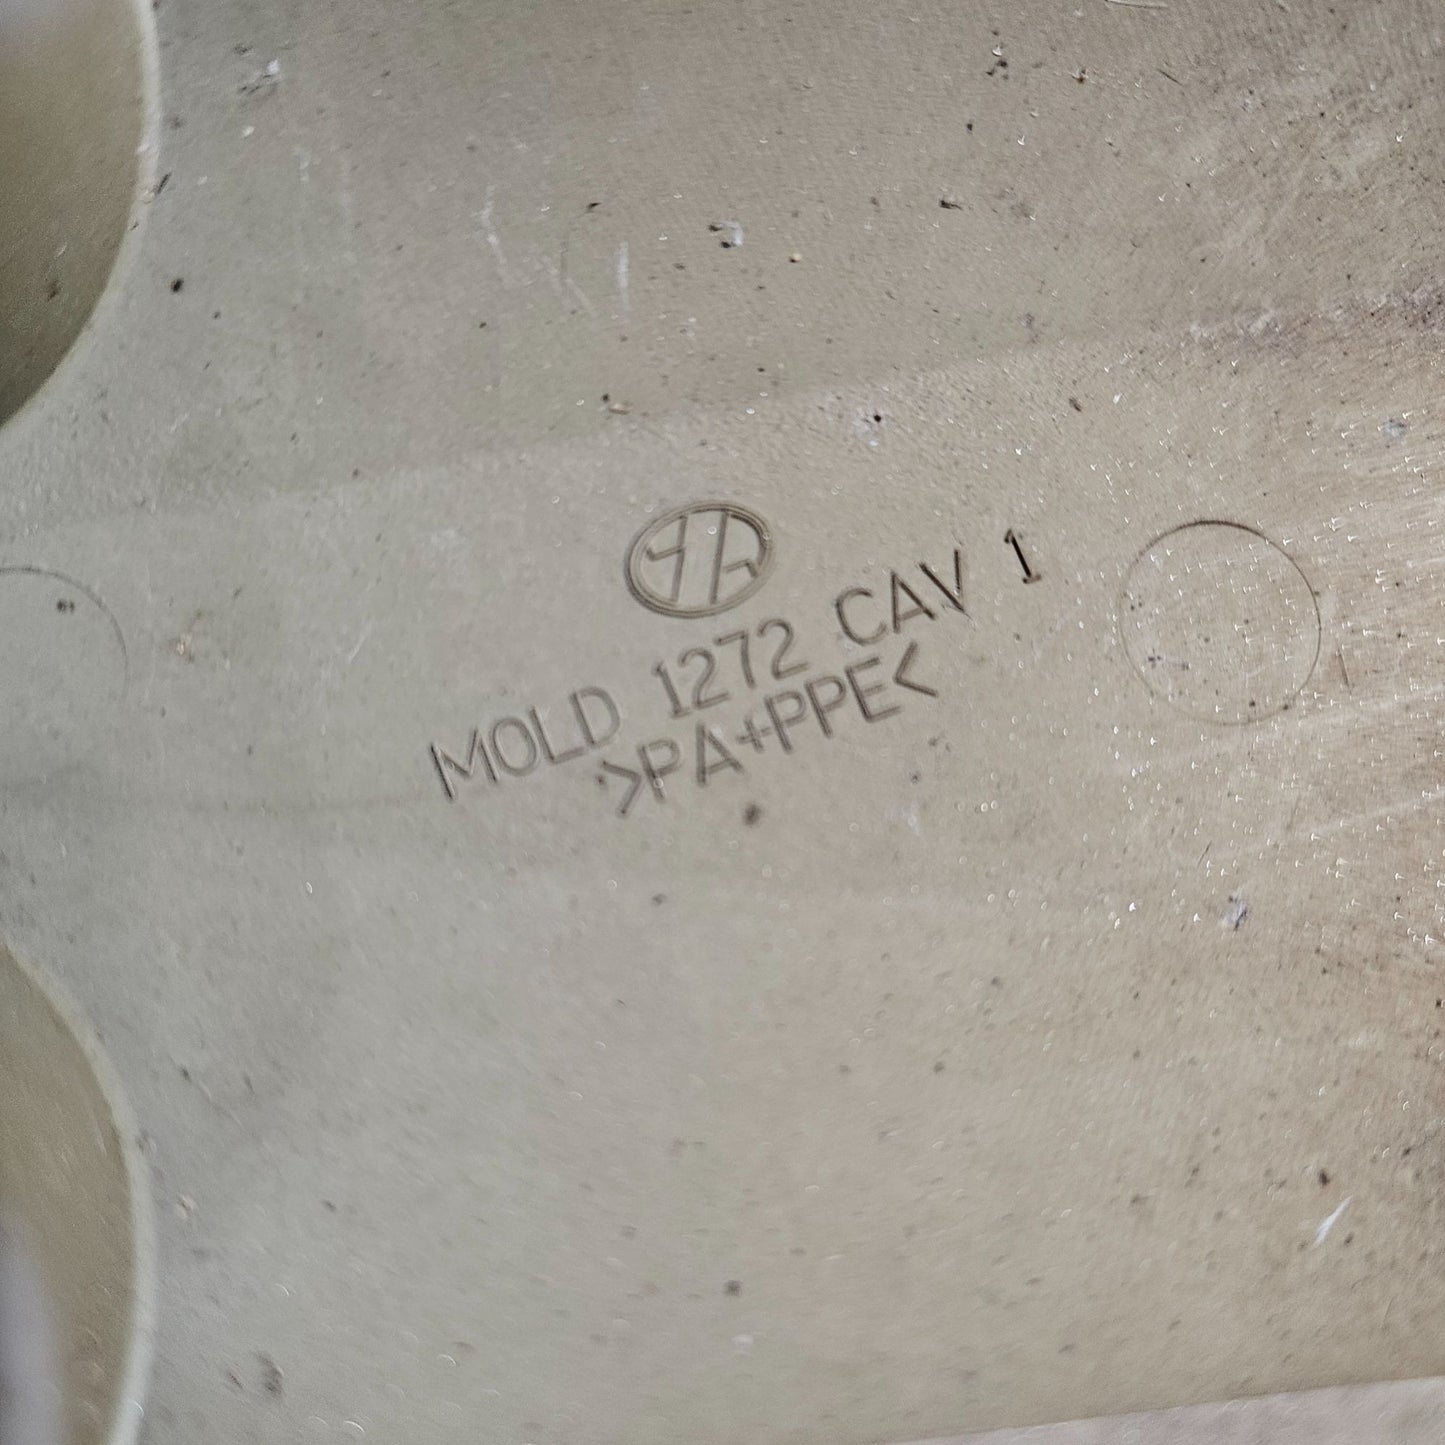 MOLD 1272 CAV 1
>PA+PPE<